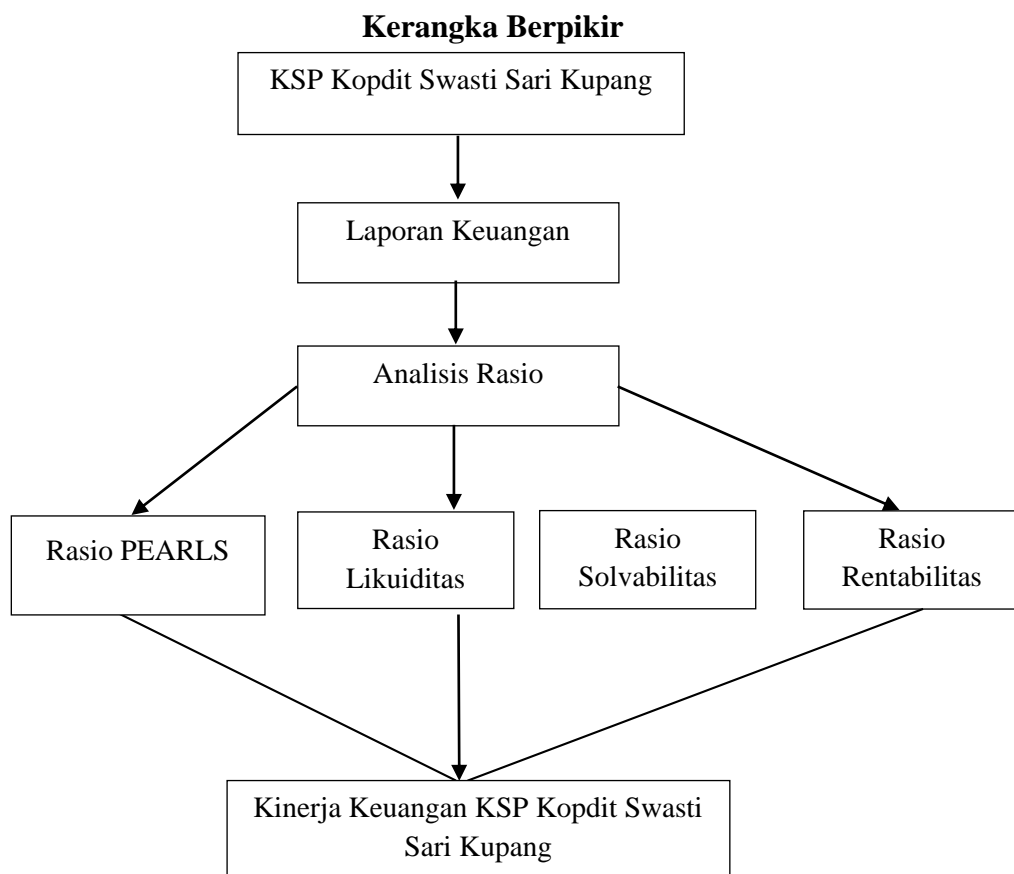 Kerangka Berpikir
KSP Kopdit Swasti Sari Kupang
Laporan Keuangan
Analisis Rasio
Rasio PEARLS
Rasio
Likuiditas
Rasio
Solvabilitas
Rasio
Rentabilitas
Kinerja Keuangan KSP Kopdit Swasti
Sari Kupang